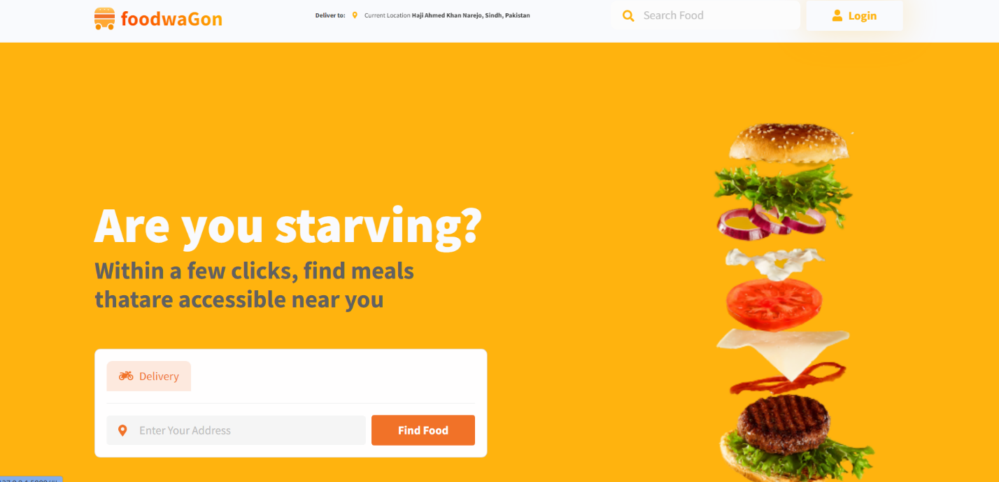 foodwaGon
Deliver to: Current Location Haji Ahmed Khan Narejo, Sindh, Pakistan
Search Food
Login
Are you starving?
Within a few clicks, find meals
thatare accessible near you
Delivery
Enter Your Address
Find Food